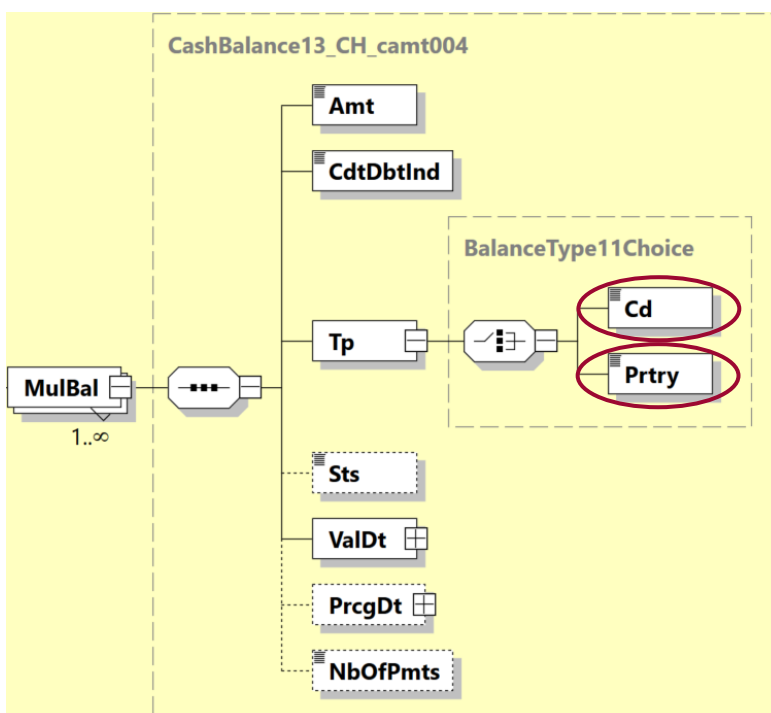 CashBalance13_CH_camt004
Amt
CdtDbtInd
BalanceType11Choice
Cd
Tp
Prtry
MulBal
1..∞
Sts
ValDt
PrcgDt
NbOfPmts